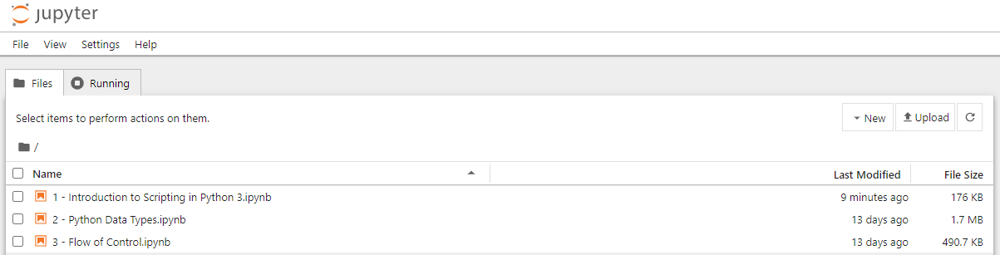 jupyter
File View Settings Help
Files Running
Select items to perform actions on them. New Upload
/
Name Last Modified File Size
1 - Introduction to Scripting in Python 3.ipynb 9 minutes ago 176 KB
2 - Python Data Types.ipynb 13 days ago 1.7 MB
3 - Flow of Control.ipynb 13 days ago 490.7 KB